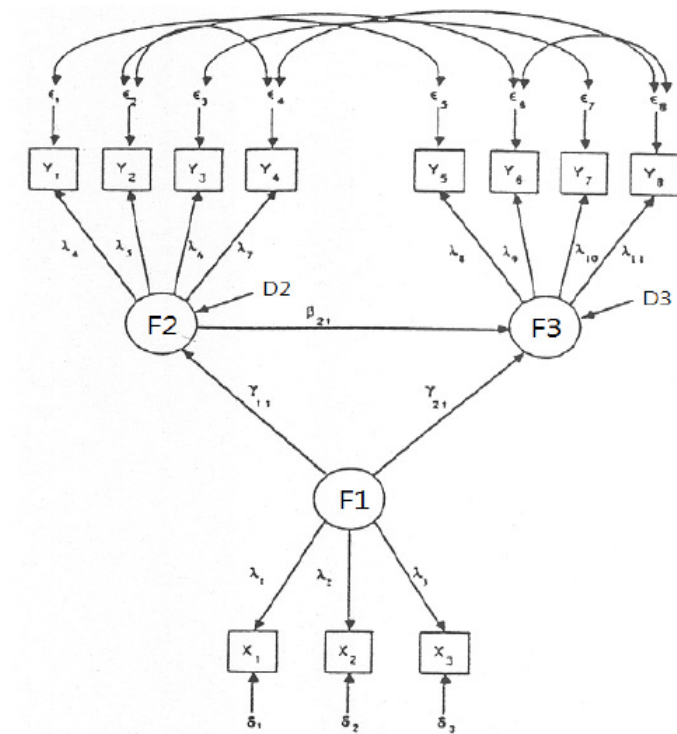 ε₁ ε₂ ε₃ ε₄ ε₅ ε₆ ε₇ ε₈
Y₁ Y₂ Y₃ Y₄ Y₅ Y₆ Y₇ Y₈
λ₄ λ₅ λ₆ λ₇ λ₈ λ₉ λ₁₀ λ₁₁
D2 D3
F2 β₂₁ F3
γ₁₁ γ₂₁
F1
λ₁ λ₂ λ₃
X₁ X₂ X₃
δ₁ δ₂ δ₃